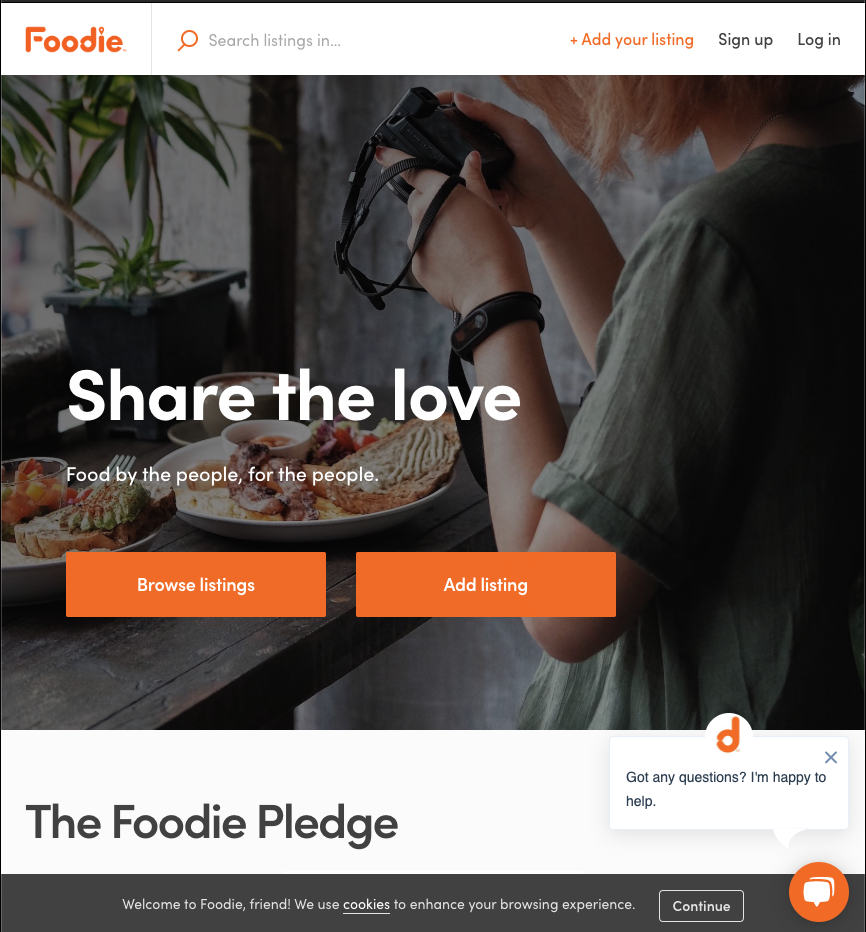 Foodie
Search listings in...
+ Add your listing
Sign up
Log in
Share the love
Food by the people, for the people.
Browse listings
Add listing
The Foodie Pledge
d
Got any questions? I'm happy to
help.
Welcome to Foodie, friend! We use cookies to enhance your browsing experience.
Continue